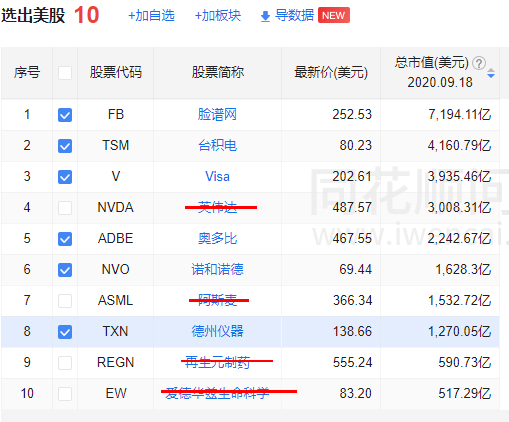 选出美股 10 +加自选 +加板块 导数据 NEW
序号 股票代码 股票简称 最新价(美元) 总市值(美元) ?
2020.09.18
1 FB 脸谱网 252.53 7,194.11亿
2 TSM 台积电 80.23 4,160.79亿
3 V Visa 202.61 3,935.46亿
4 NVDA 英伟达 487.57 3,008.31亿
5 ADBE 奥多比 467.55 2,242.67亿
6 NVO 诺和诺德 69.44 1,628.3亿
7 ASML 阿斯麦 366.34 1,532.72亿
8 TXN 德州仪器 138.66 1,270.05亿
9 REGN 再生元制药 555.24 590.73亿
10 EW 爱德华兹生命科学 83.20 517.29亿
同花顺